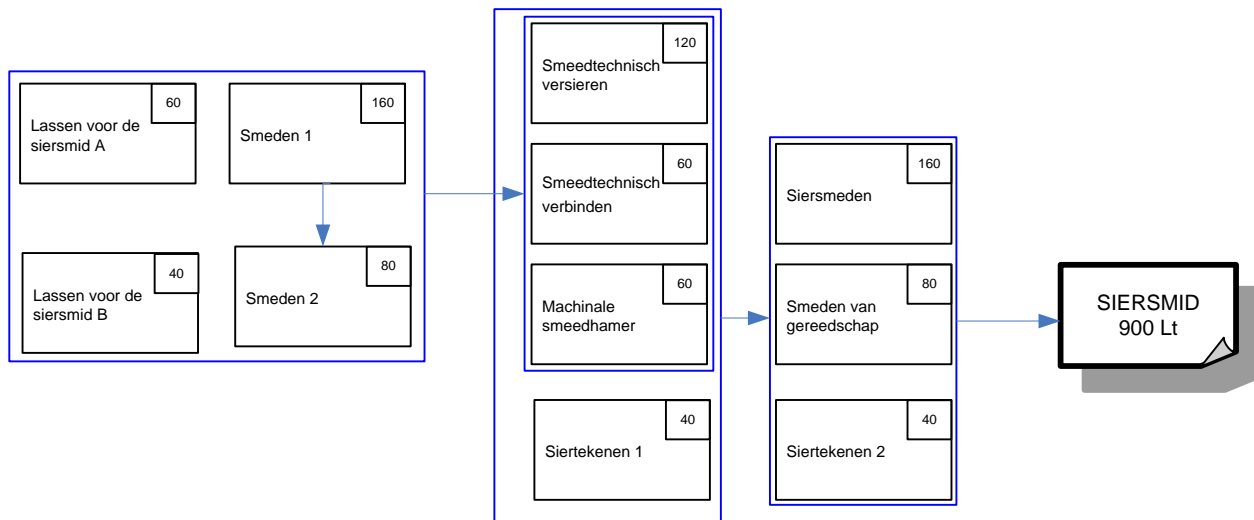 60
Lassen voor de
siersmid A
160
Smeden 1
40
Lassen voor de
siersmid B
80
Smeden 2
120
Smeedtechnisch
versieren
60
Smeedtechnisch
verbinden
60
Machinale
smeedhamer
40
Siertekenen 1
160
Siersmeden
80
Smeden van
gereedschap
40
Siertekenen 2
SIERSMID
900 Lt